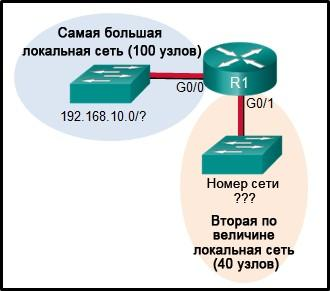 Самая большая
локальная сеть (100 узлов)
G0/0
192.168.10.0/?
R1
G0/1
Номер сети
???
Вторая по
величине
локальная сеть
(40 узлов)